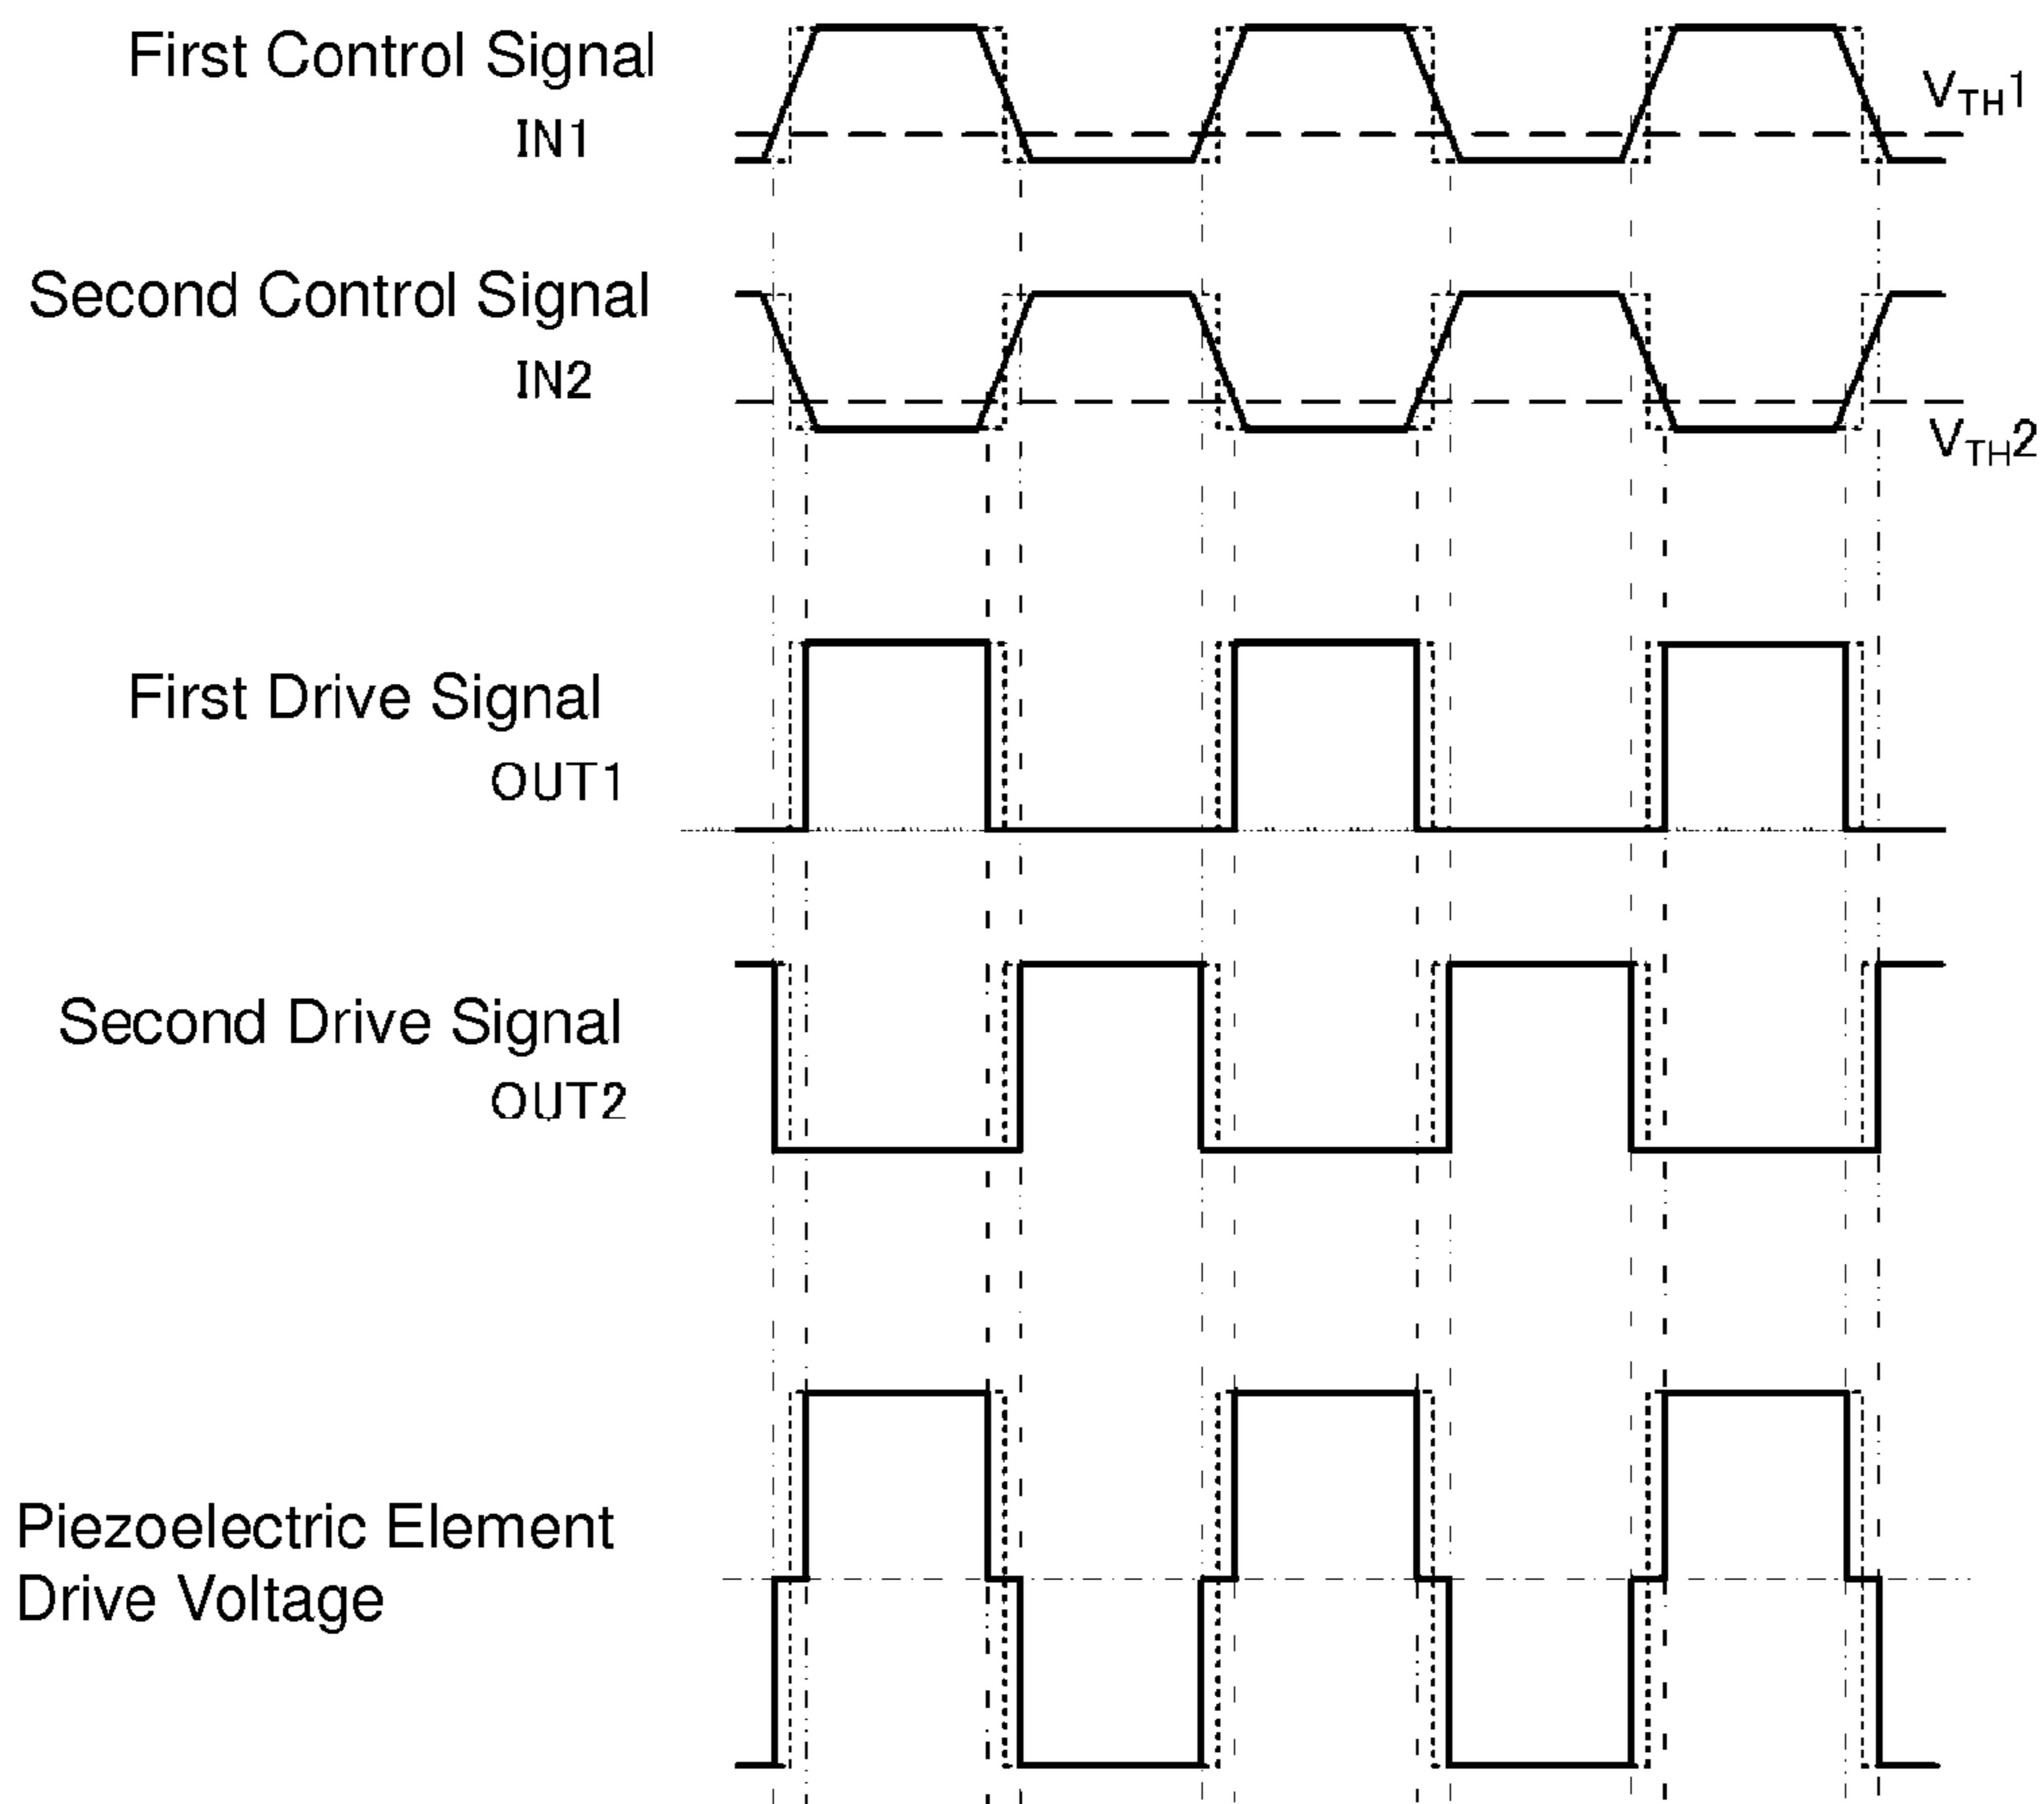 First Control Signal
IN1
VTH1
Second Control Signal
IN2
VTH2
First Drive Signal
OUT1
Second Drive Signal
OUT2
Piezoelectric Element
Drive Voltage